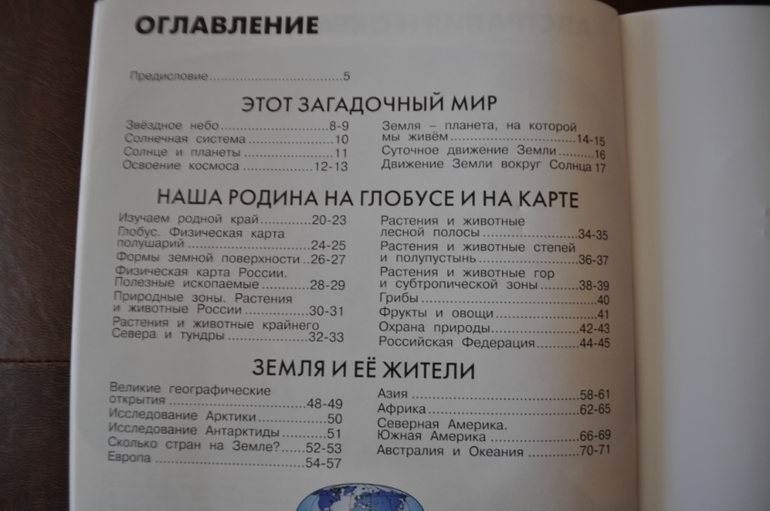 ОГЛАВЛЕНИЕ
Предисловие..............................5
ЭТОТ ЗАГАДОЧНЫЙ МИР
Звёздное небо................8-9
Солнечная система.............10
Солнце и планеты..............11
Освоение космоса...........12-13
Земля – планета, на которой
мы живём...................14-15
Суточное движение Земли.....16
Движение Земли вокруг Солнца 17
НАША РОДИНА НА ГЛОБУСЕ И НА КАРТЕ
Изучаем родной край........20-23
Глобус. Физическая карта
полушарий..................24-25
Формы земной поверхности..26-27
Физическая карта России.
Полезные ископаемые........28-29
Природные зоны. Растения
и животные России..........30-31
Растения и животные крайнего
Севера и тундры............32-33
Растения и животные
лесной полосы..............34-35
Растения и животные степей
и полупустынь..............36-37
Растения и животные гор
и субтропической зоны......38-39
Грибы.........................40
Фрукты и овощи................41
Охрана природы.............42-43
Российская Федерация.......44-45
ЗЕМЛЯ И ЕЁ ЖИТЕЛИ
Великие географические
открытия...................48-49
Исследование Арктики..........50
Исследование Антарктиды.......51
Сколько стран на Земле?....52-53
Европа.....................54-57
Азия.......................58-61
Африка.....................62-65
Северная Америка.
Южная Америка..............66-69
Австралия и Океания........70-71